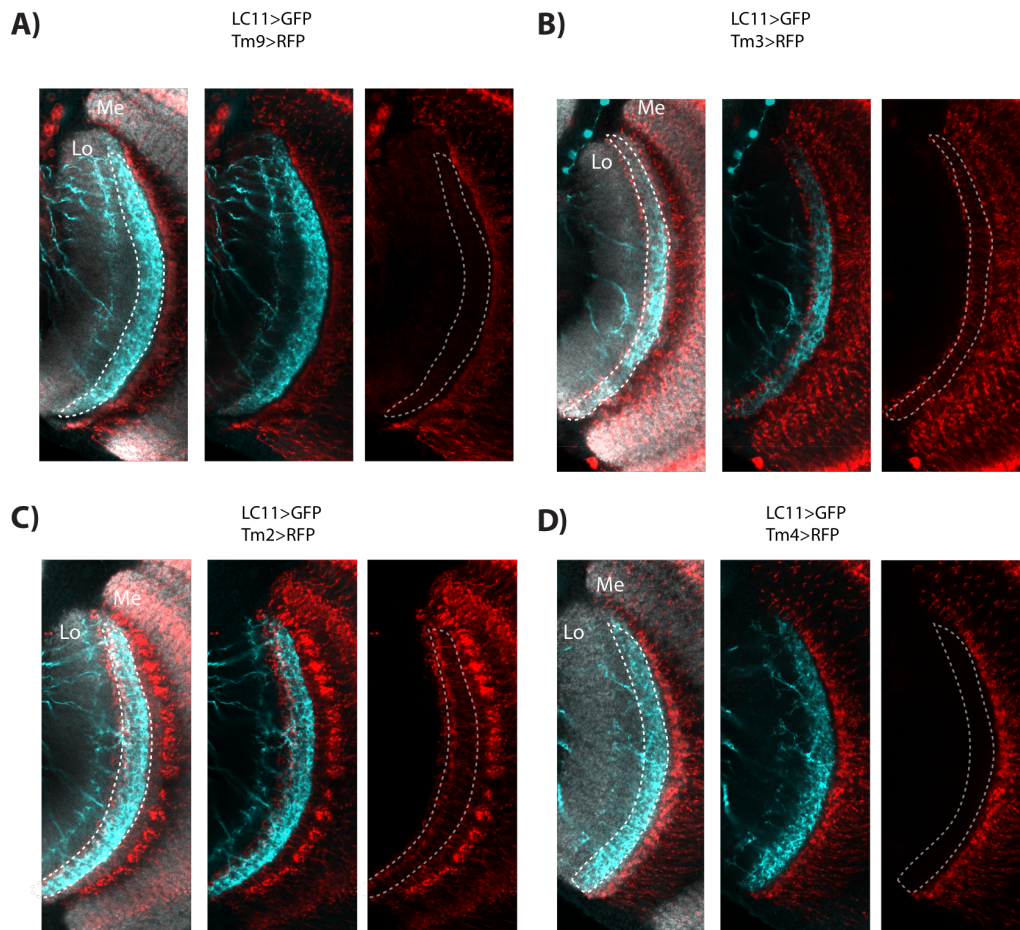 A)
LC11>GFP
Tm9>RFP
Me
Lo
B)
LC11>GFP
Tm3>RFP
Me
Lo
C)
LC11>GFP
Tm2>RFP
Me
Lo
D)
LC11>GFP
Tm4>RFP
Me
Lo